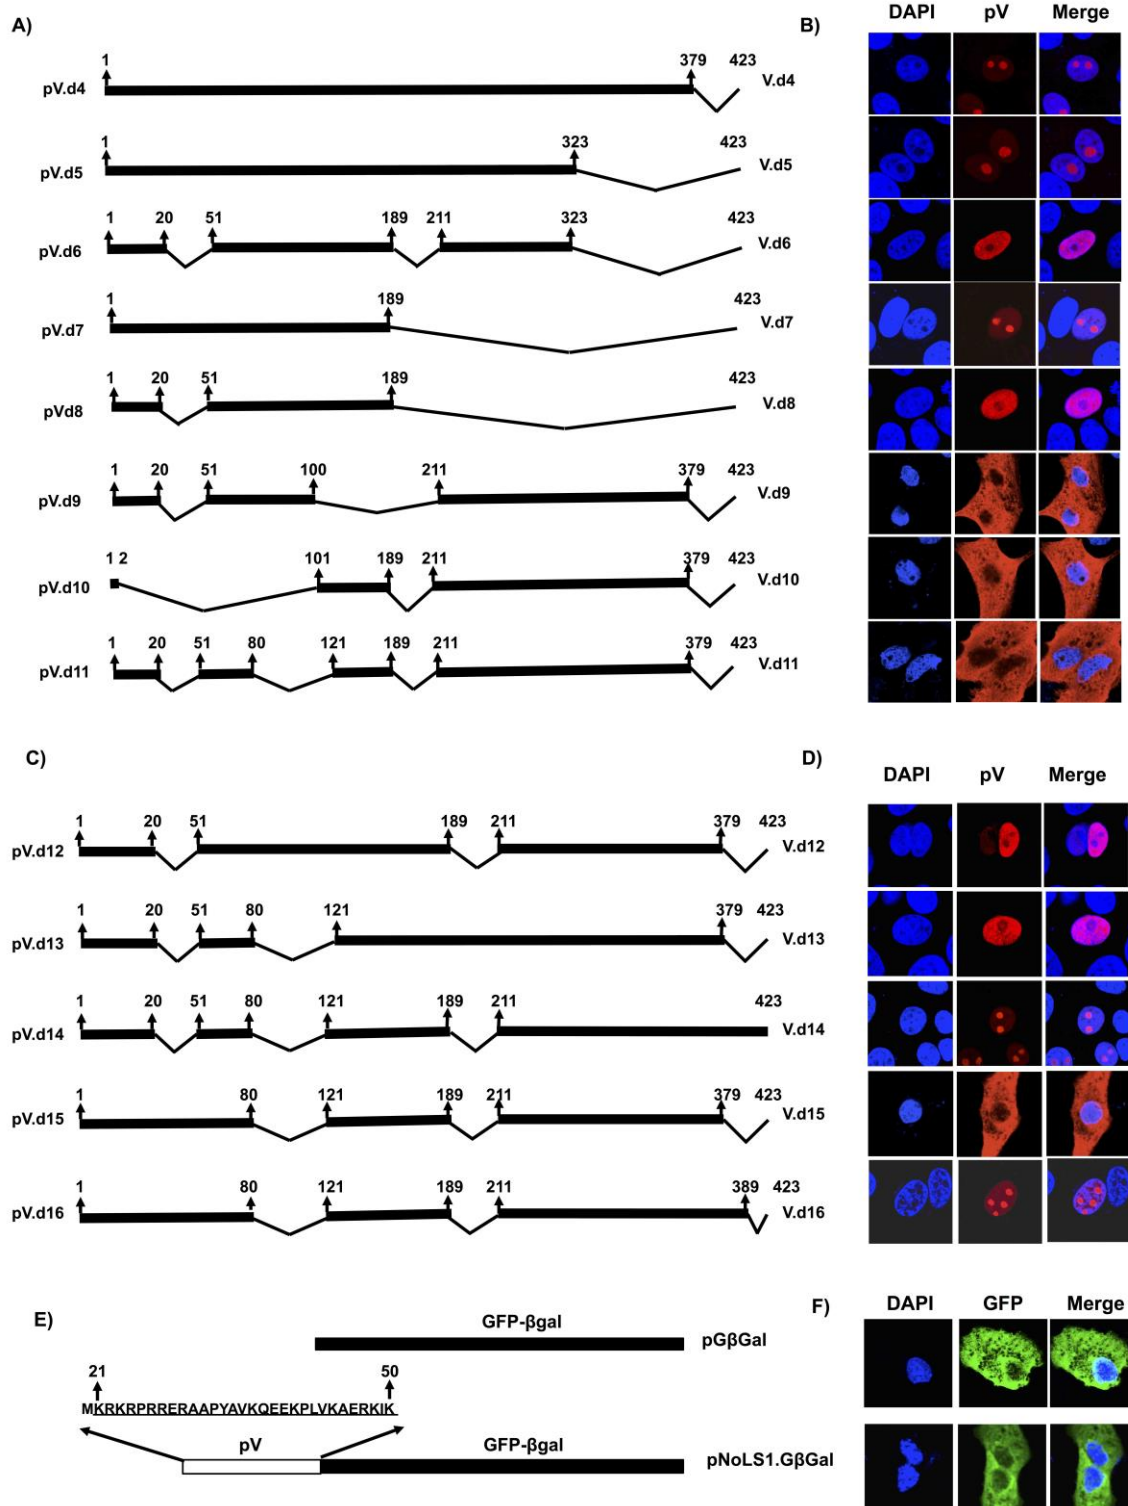 A)
1 379 423
pV.d4 V.d4
1 323 423
pV.d5 V.d5
1 20 51 189 211 323 423
pV.d6 V.d6
1 189 423
pV.d7 V.d7
1 20 51 189 423
pVd8 V.d8
1 20 51 100 211 379 423
pV.d9 V.d9
1 2 101 189 211 379 423
pV.d10 V.d10
1 20 51 80 121 189 211 379 423
pV.d11 V.d11
B)
DAPI pV Merge
C)
1 20 51 189 211 379 423
pV.d12 V.d12
1 20 51 80 121 379 423
pV.d13 V.d13
1 20 51 80 121 189 211 423
pV.d14 V.d14
1 80 121 189 211 379 423
pV.d15 V.d15
1 80 121 189 211 389 423
pV.d16 V.d16
D)
DAPI pV Merge
E)
GFP-βgal
pGβGal
21 50
MKRKRPRRERAAPYAVKQEEKPLVKAERKIK
pV GFP-βgal
pNoLS1.GβGal
F)
DAPI GFP Merge